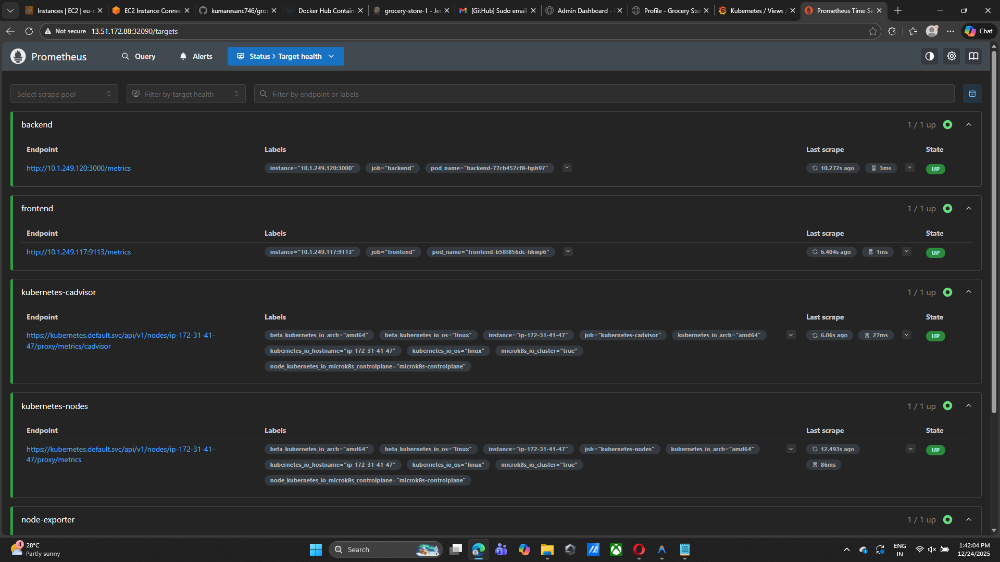 Instances | EC2 | eu-n
EC2 Instance Connec
kumaresanc746/groc
Docker Hub Contain
grocery-store-1 - Jen
[GitHub] Sudo email
Admin Dashboard -
Profile - Grocery Sto
Kubernetes / Views /
Prometheus Time Se
Not secure 13.51.172.88:32090/targets
Chat
Prometheus
Query
Alerts
Status > Target health
Select scrape pool
Filter by target health
Filter by endpoint or labels
backend
1 / 1 up
Endpoint Labels Last scrape State
http://10.1.249.120:3000/metrics instance="10.1.249.120:3000" job="backend" pod_name="backend-77cb457cf8-hph97" 10.272s ago 3ms UP
frontend
1 / 1 up
Endpoint Labels Last scrape State
http://10.1.249.117:9113/metrics instance="10.1.249.117:9113" job="frontend" pod_name="frontend-b58f856dc-hkwp6" 6.404s ago 1ms UP
kubernetes-cadvisor
1 / 1 up
Endpoint Labels Last scrape State
https://kubernetes.default.svc/api/v1/nodes/ip-172-31-41-
47/proxy/metrics/cadvisor
beta_kubernetes_io_arch="amd64" beta_kubernetes_io_os="linux" instance="ip-172-31-41-47" job="kubernetes-cadvisor" kubernetes_io_arch="amd64"
kubernetes_io_hostname="ip-172-31-41-47" kubernetes_io_os="linux" microk8s_io_cluster="true"
node_kubernetes_io_microk8s_controlplane="microk8s-controlplane"
6.06s ago 27ms UP
kubernetes-nodes
1 / 1 up
Endpoint Labels Last scrape State
https://kubernetes.default.svc/api/v1/nodes/ip-172-31-41-
47/proxy/metrics
beta_kubernetes_io_arch="amd64" beta_kubernetes_io_os="linux" instance="ip-172-31-41-47" job="kubernetes-nodes" kubernetes_io_arch="amd64"
kubernetes_io_hostname="ip-172-31-41-47" kubernetes_io_os="linux" microk8s_io_cluster="true"
node_kubernetes_io_microk8s_controlplane="microk8s-controlplane"
12.493s ago
86ms
UP
node-exporter
1 / 1 up
4
28°C
Partly sunny
Search
ENG
IN
1:42:04 PM
12/24/2025